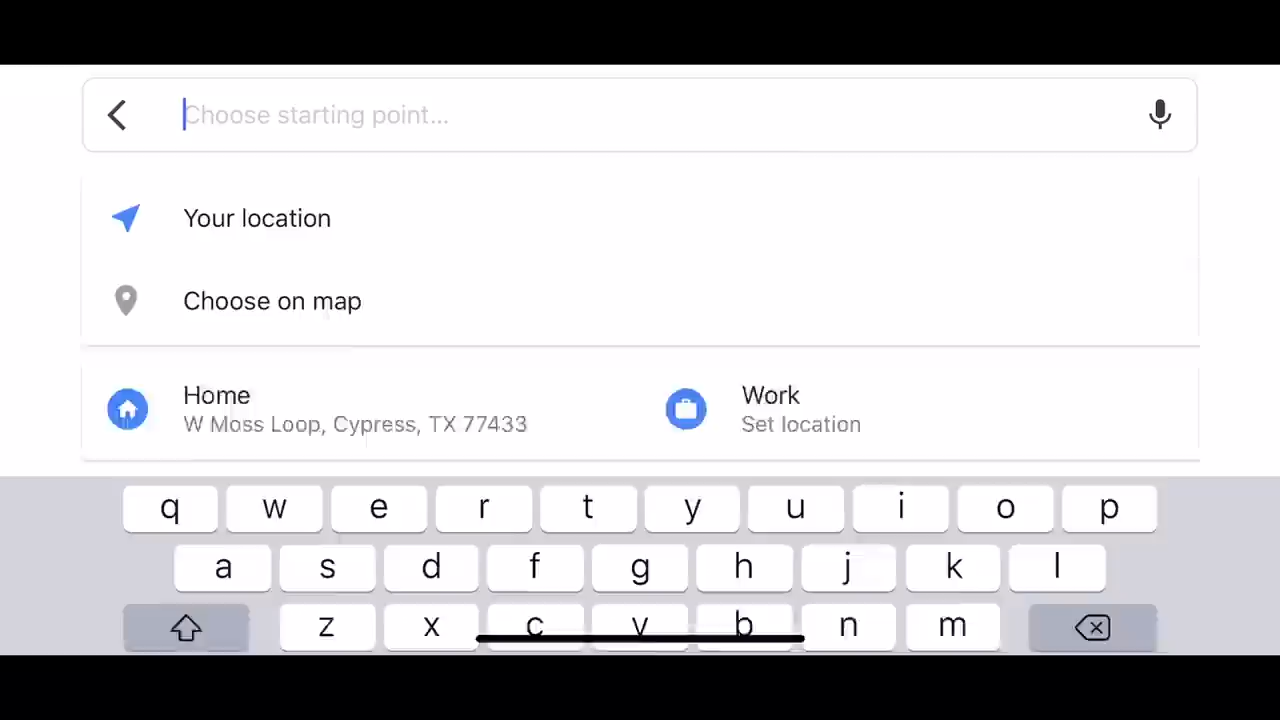 Choose starting point...
Your location
Choose on map
Home
W Moss Loop, Cypress, TX 77433
Work
Set location
q w e r t y u i o p
a s d f g h j k l
z x c v b n m